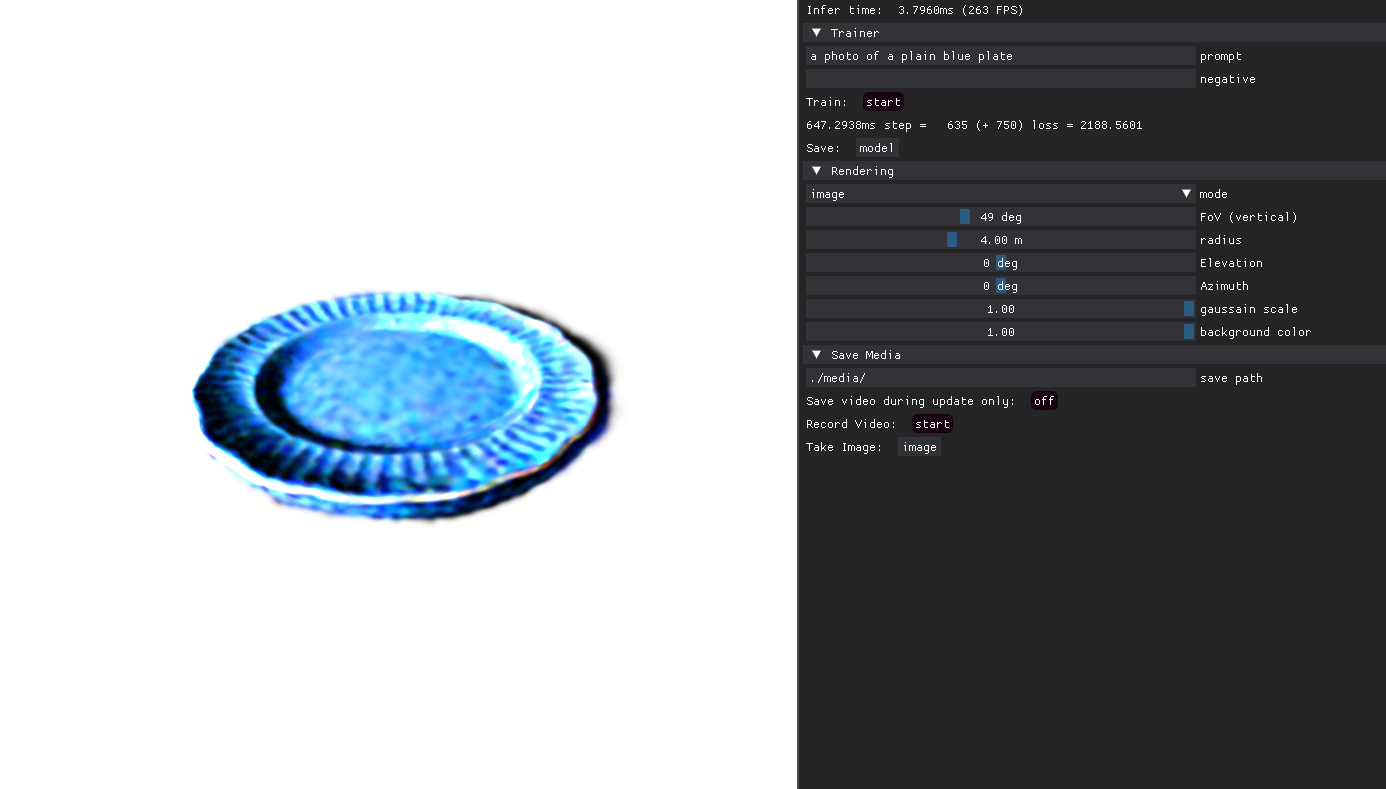 Infer time: 3.7960ms (263 FPS)
Trainer
a photo of a plain blue plate prompt
negative
Train: start
647.2938ms step = 635 (+ 750) loss = 2188.5601
Save: model
Rendering
image mode
49 deg FoV (vertical)
4.00 m radius
0 deg Elevation
0 deg Azimuth
1.00 gaussain scale
1.00 background color
Save Media
./media/ save path
Save video during update only: off
Record Video: start
Take Image: image